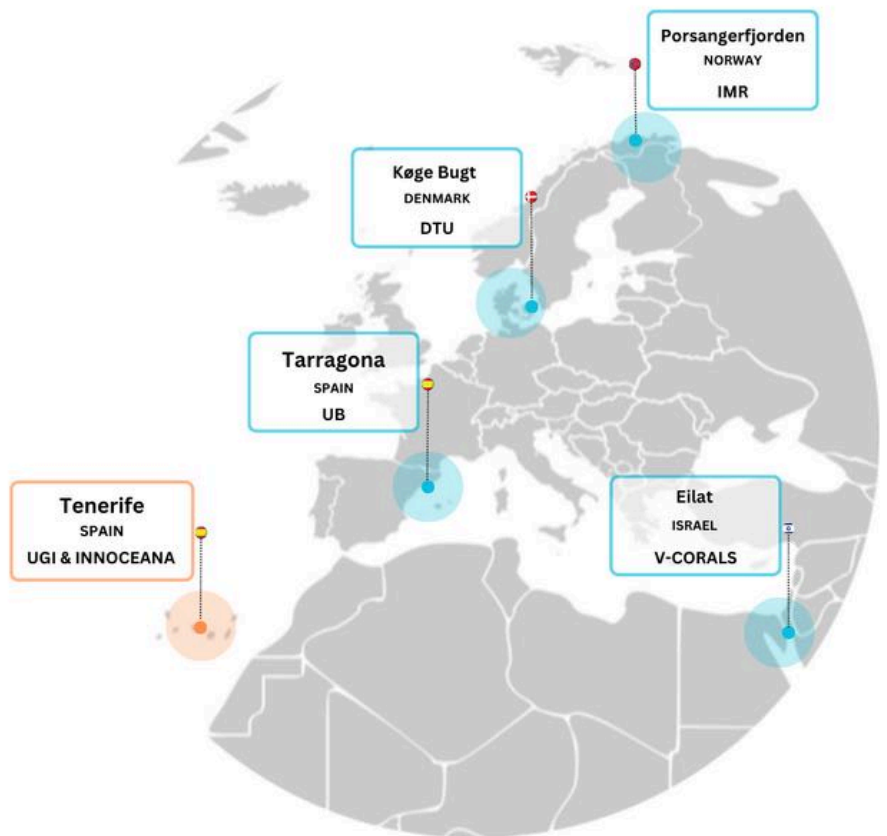 Porsangerfjorden
NORWAY
IMR
Køge Bugt
DENMARK
DTU
Tarragona
SPAIN
UB
Tenerife
SPAIN
UGI & INNOCEANA
Eilat
ISRAEL
V-CORALS